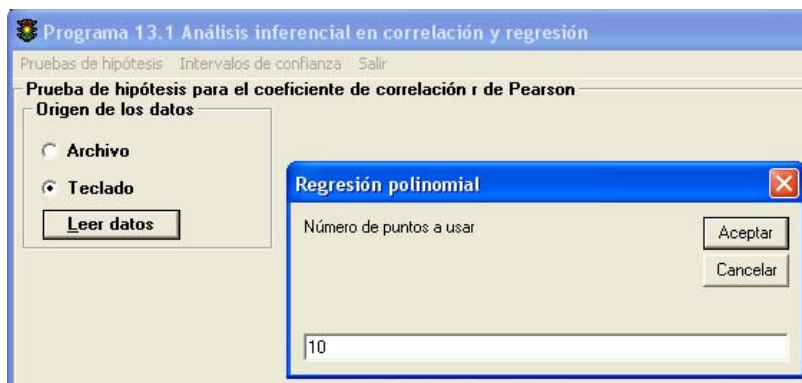 Programa 13.1 Análisis inferencial en correlación y regresión
Pruebas de hipótesis Intervalos de confianza Salir
Prueba de hipótesis para el coeficiente de correlación r de Pearson
Origen de los datos
Archivo
Teclado
Leer datos
Regresión polinomial
Número de puntos a usar
Aceptar
Cancelar
10